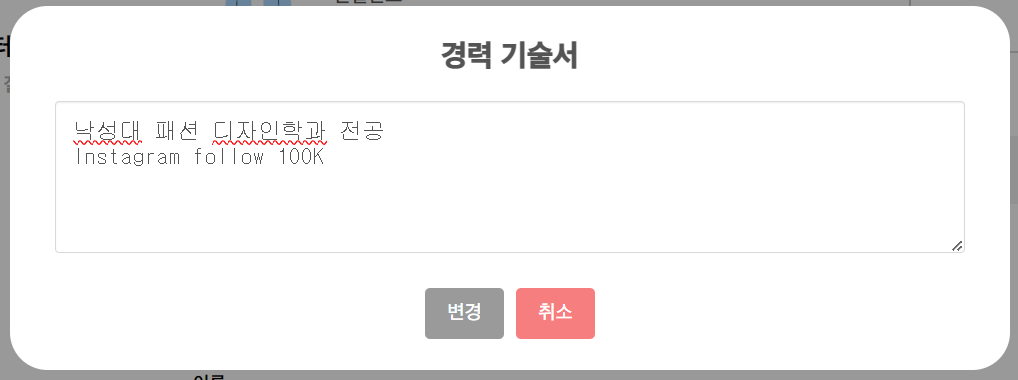 경력 기술서
낙성대 패션 디자인학과 전공
Instagram follow 100K
변경
취소